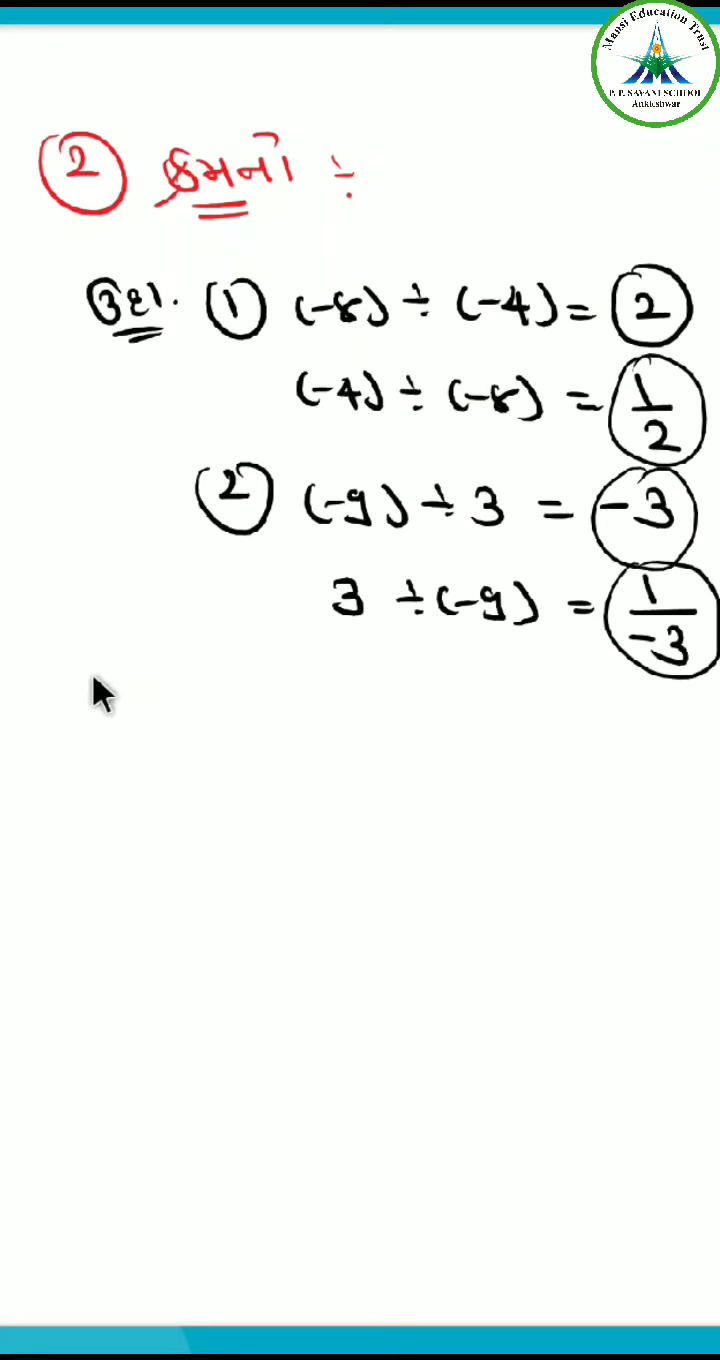 Mansi Education Trust
P. P. SAVANI SCHOOL
Ankleshwar
2 ક્રમનો ÷
ઉદા. (1) (-8) ÷ (-4) = 2
(-4) ÷ (-8) = 1/2
(2) (-9) ÷ 3 = -3
3 ÷ (-9) = 1/-3